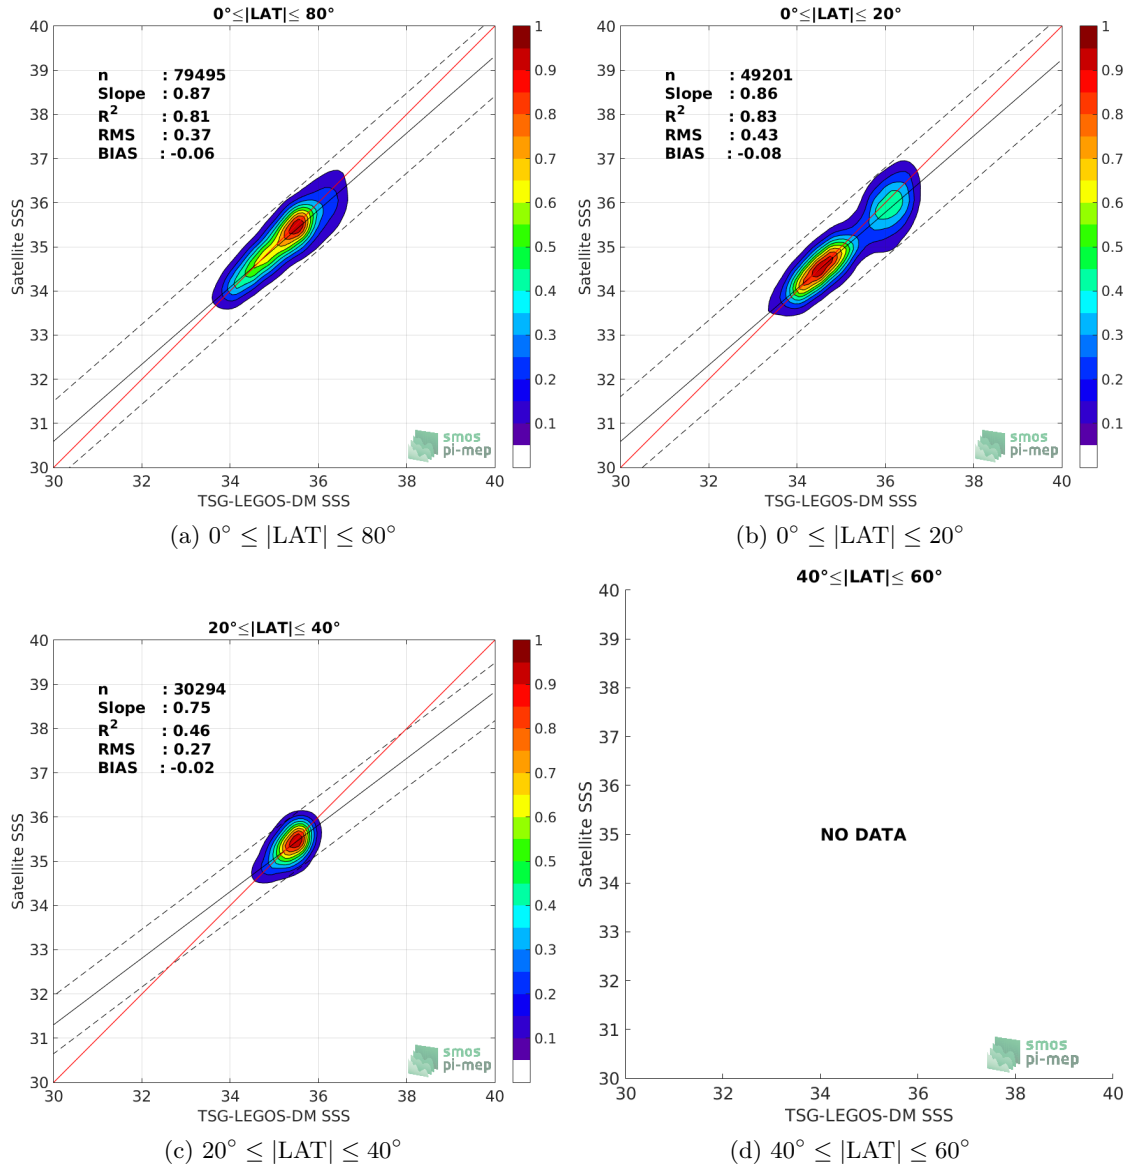 0°≤|LAT|≤ 80°
n : 79495
Slope : 0.87
R² : 0.81
RMS : 0.37
BIAS : -0.06
40
39
38
37
36
35
34
33
32
31
30
Satellite SSS
30 32 34 36 38 40
TSG-LEGOS-DM SSS
1
0.9
0.8
0.7
0.6
0.5
0.4
0.3
0.2
0.1
smos
pi-mep
(a) 0° ≤ |LAT| ≤ 80°
0°≤|LAT|≤ 20°
n : 49201
Slope : 0.86
R² : 0.83
RMS : 0.43
BIAS : -0.08
40
39
38
37
36
35
34
33
32
31
30
Satellite SSS
30 32 34 36 38 40
TSG-LEGOS-DM SSS
1
0.9
0.8
0.7
0.6
0.5
0.4
0.3
0.2
0.1
smos
pi-mep
(b) 0° ≤ |LAT| ≤ 20°
20°≤|LAT|≤ 40°
n : 30294
Slope : 0.75
R² : 0.46
RMS : 0.27
BIAS : -0.02
40
39
38
37
36
35
34
33
32
31
30
Satellite SSS
30 32 34 36 38 40
TSG-LEGOS-DM SSS
1
0.9
0.8
0.7
0.6
0.5
0.4
0.3
0.2
0.1
smos
pi-mep
(c) 20° ≤ |LAT| ≤ 40°
40°≤|LAT|≤ 60°
40
39
38
37
36
35
34
33
32
31
30
Satellite SSS
NO DATA
30 32 34 36 38 40
TSG-LEGOS-DM SSS
smos
pi-mep
(d) 40° ≤ |LAT| ≤ 60°